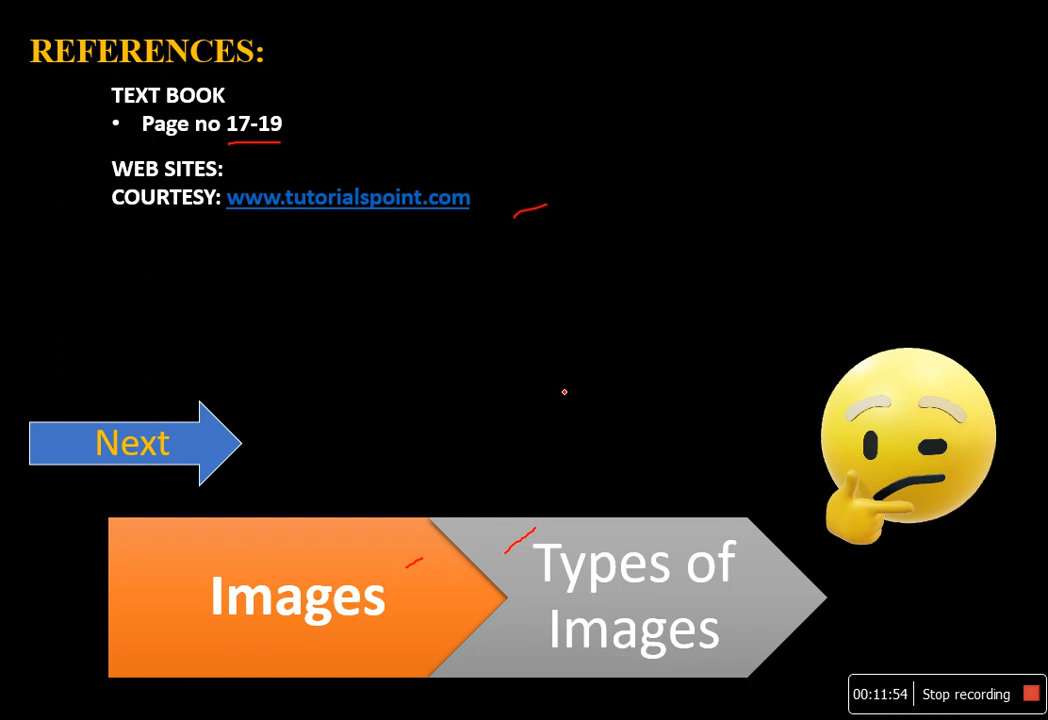 REFERENCES:
TEXT BOOK
• Page no 17-19
WEB SITES:
COURTESY: www.tutorialspoint.com
Next
Images
Types of
Images
00:11:54 Stop recording